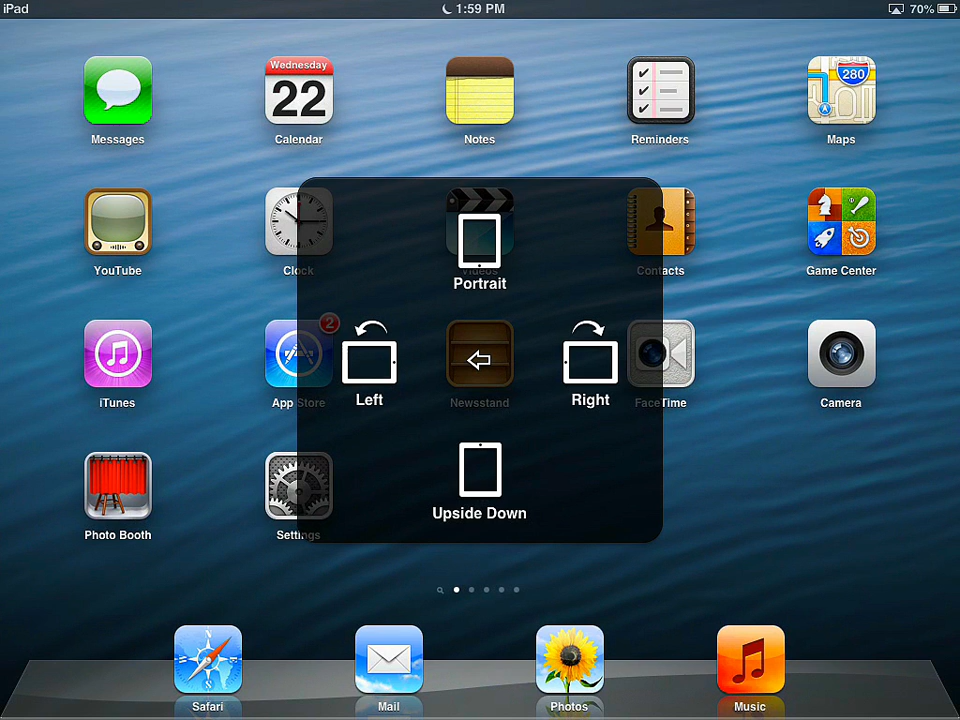 iPad
1:59 PM
70%
Wednesday
22
280
Messages
Calendar
Notes
Reminders
Maps
YouTube
Clock
Videos
Contacts
Game Center
Portrait
2
iTunes
App Store
Newsstand
FaceTime
Camera
Left
Right
Photo Booth
Settings
Upside Down
Safari
Mail
Photos
Music